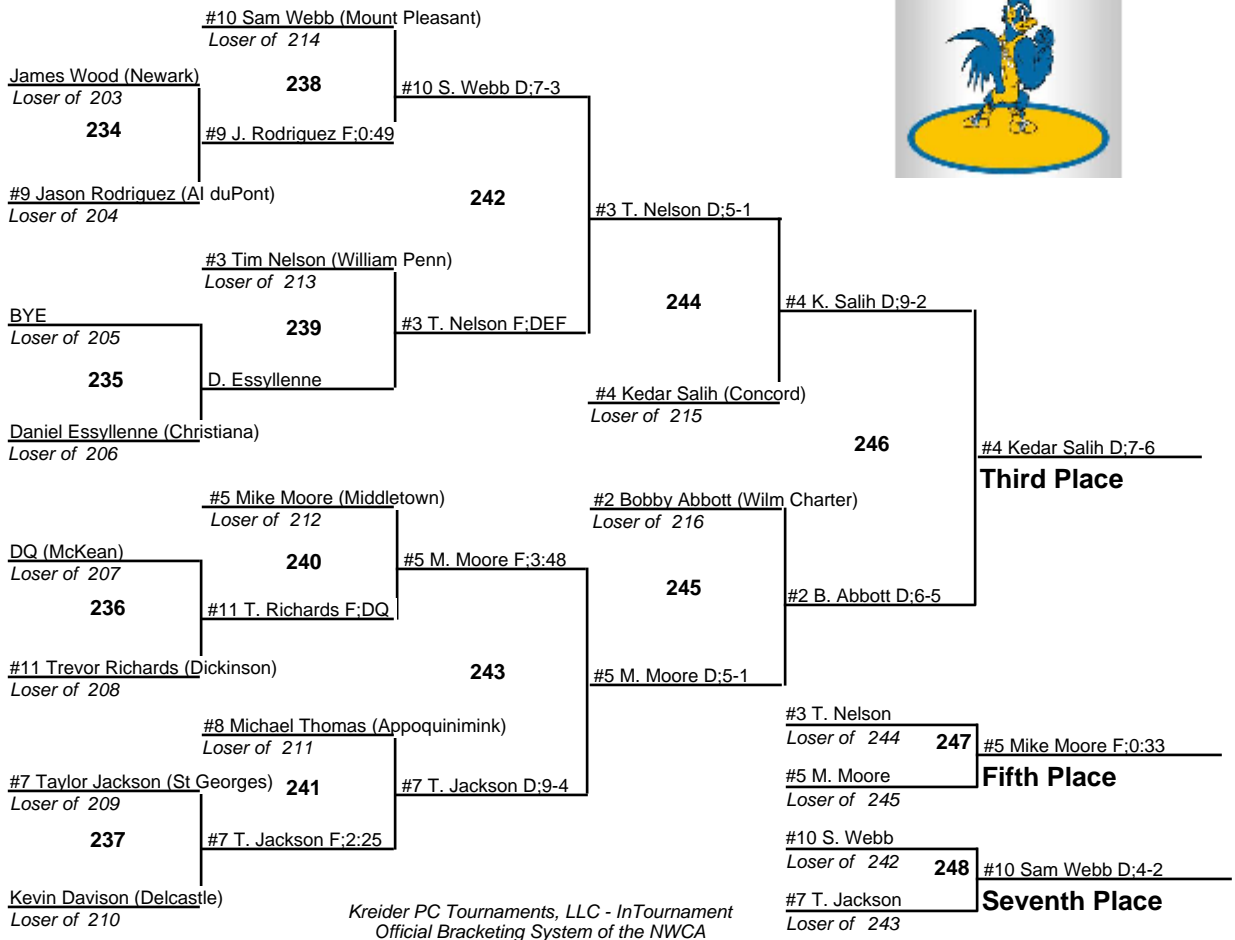 #10 Sam Webb (Mount Pleasant)
Loser of 214
James Wood (Newark)
Loser of 203
238
#10 S. Webb D;7-3
234
#9 J. Rodriguez F;0:49
#9 Jason Rodriguez (AI duPont)
Loser of 204
242
#3 T. Nelson D;5-1
#3 Tim Nelson (William Penn)
Loser of 213
BYE
Loser of 205
239
#3 T. Nelson F;DEF
244
#4 K. Salih D;9-2
235
D. Essyllenne
#4 Kedar Salih (Concord)
Loser of 215
Daniel Essyllenne (Christiana)
Loser of 206
246
#4 Kedar Salih D;7-6
Third Place
#5 Mike Moore (Middletown)
Loser of 212
#2 Bobby Abbott (Wilm Charter)
Loser of 216
DQ (McKean)
Loser of 207
240
#5 M. Moore F;3:48
236
#11 T. Richards F;DQ
245
#2 B. Abbott D;6-5
#11 Trevor Richards (Dickinson)
Loser of 208
243
#5 M. Moore D;5-1
#8 Michael Thomas (Appoquinimink)
Loser of 211
#7 Taylor Jackson (St Georges)
Loser of 209
241
#7 T. Jackson D;9-4
237
#7 T. Jackson F;2:25
Kevin Davison (Delcastle)
Loser of 210
#3 T. Nelson
Loser of 244
247
#5 Mike Moore F;0:33
Fifth Place
#5 M. Moore
Loser of 245
#10 S. Webb
Loser of 242
248
#10 Sam Webb D;4-2
Seventh Place
#7 T. Jackson
Loser of 243
Kreider PC Tournaments, LLC - InTournament
Official Bracketing System of the NWCA